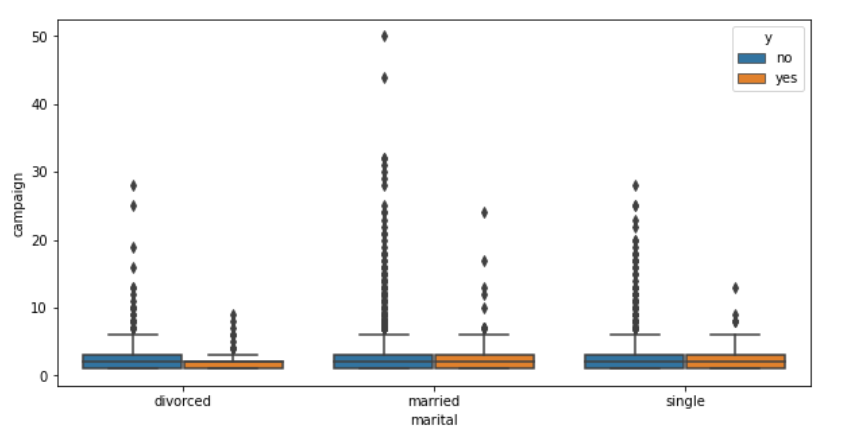 50
40
30
20
10
0
campaign
y
no
yes
divorced married single
marital